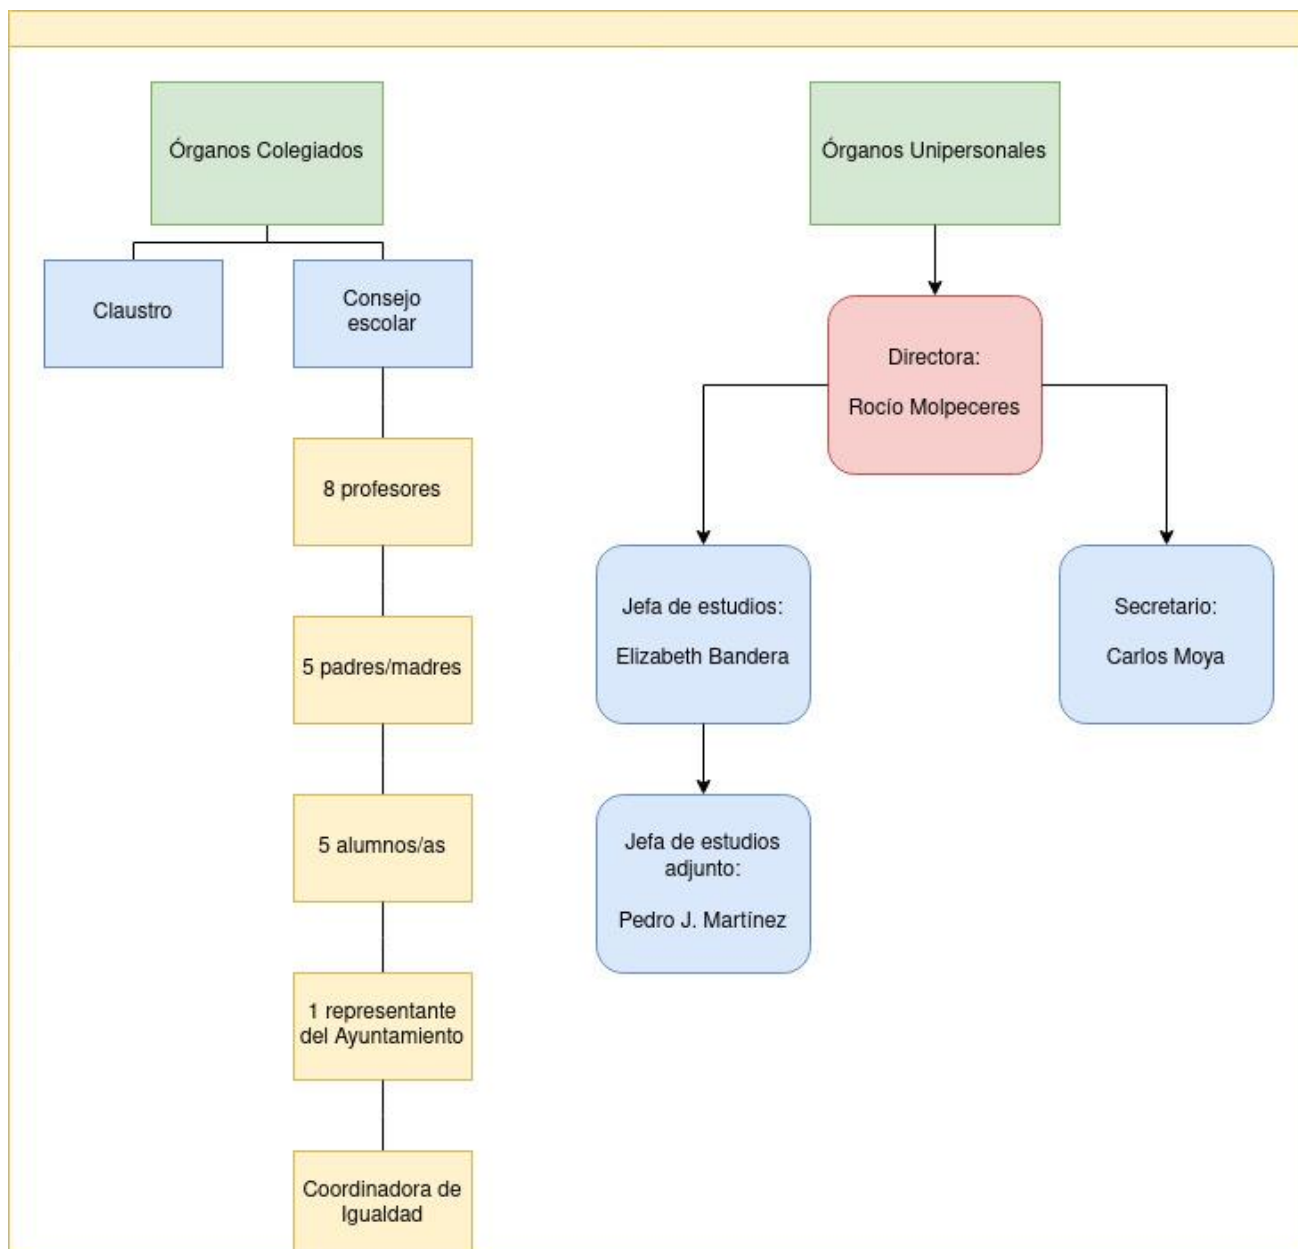 Órganos Colegiados
Claustro
Consejo
escolar
8 profesores
5 padres/madres
5 alumnos/as
1 representante
del Ayuntamiento
Coordinadora de
Igualdad
Órganos Unipersonales
Directora:
Rocío Molpeceres
Jefa de estudios:
Elizabeth Bandera
Secretario:
Carlos Moya
Jefa de estudios
adjunto:
Pedro J. Martínez